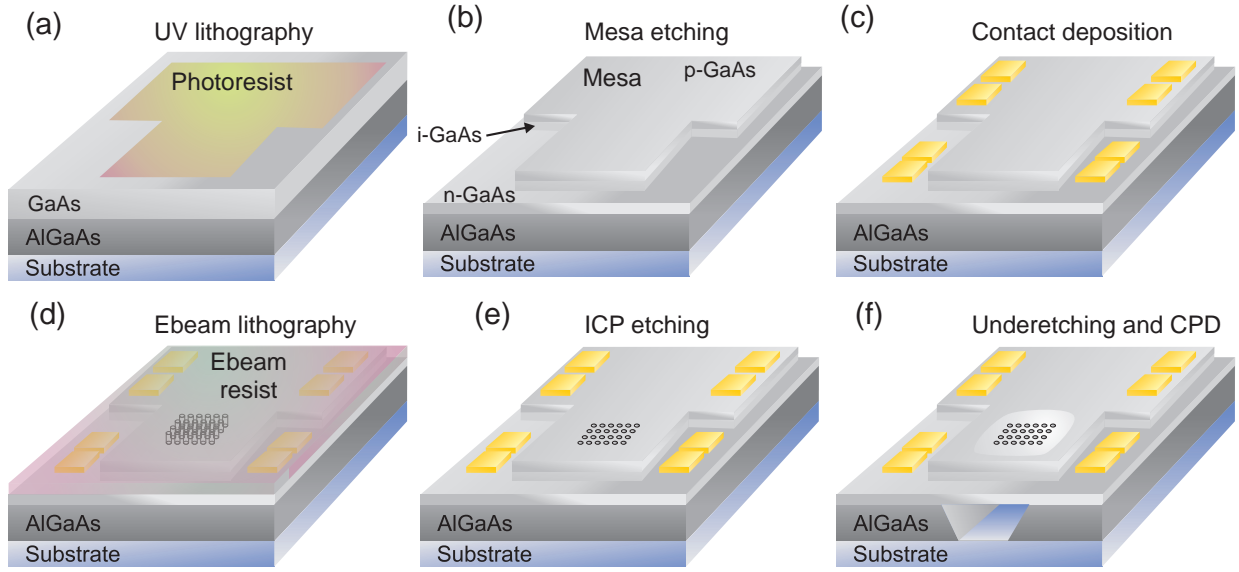 (a)
UV lithography
Photoresist
GaAs
AlGaAs
Substrate
(b)
Mesa etching
Mesa
p-GaAs
i-GaAs
n-GaAs
AlGaAs
Substrate
(c)
Contact deposition
AlGaAs
Substrate
(d)
Ebeam lithography
Ebeam
resist
AlGaAs
Substrate
(e)
ICP etching
AlGaAs
Substrate
(f)
Underetching and CPD
AlGaAs
Substrate